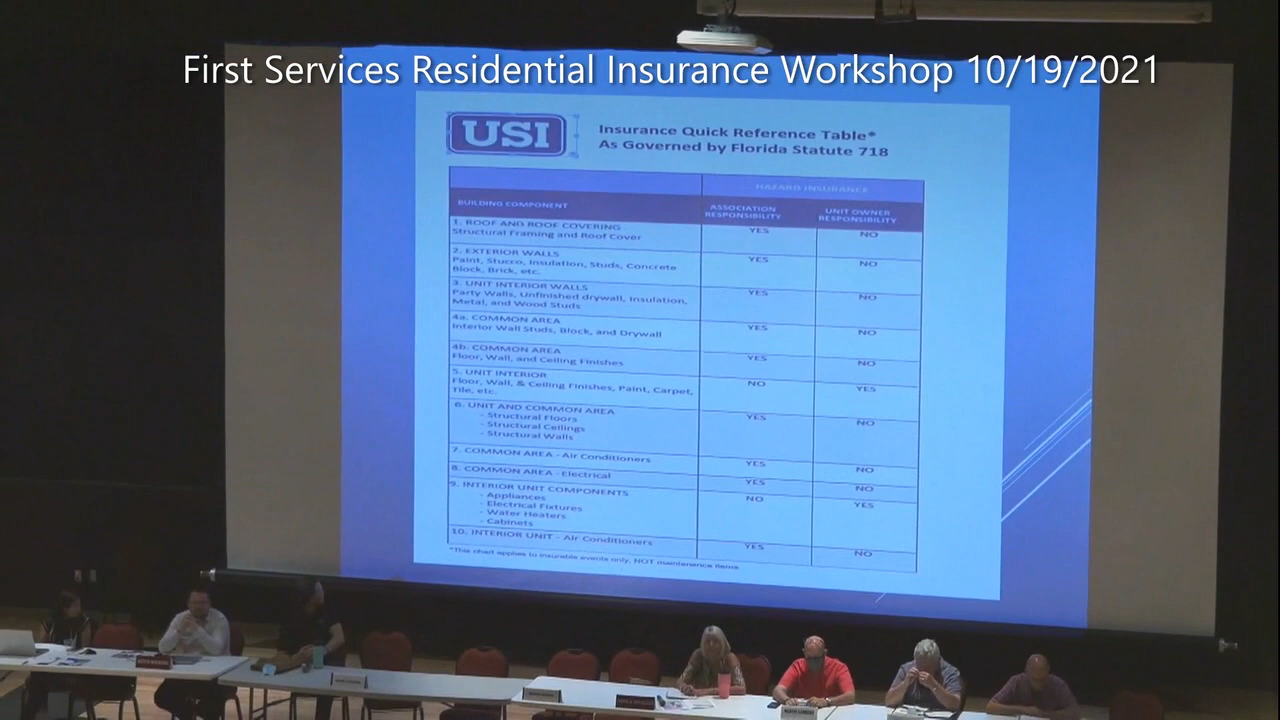 First Services Residential Insurance Workshop 10/19/2021
USI
Insurance Quick Reference Table*
As Governed by Florida Statute 718
HAZARD INSURANCE
BUILDING COMPONENT
ASSOCIATION RESPONSIBILITY
UNIT OWNER RESPONSIBILITY
1. ROOF AND ROOF COVERING
Structural Framing and Roof Cover
YES
NO
2. EXTERIOR WALLS
Paint, Stucco, Insulation, Studs, Concrete
Block, Brick, etc.
YES
NO
3. UNIT INTERIOR WALLS
Party Walls, Unfinished drywall, Insulation,
Metal, and Wood Studs
YES
NO
4a. COMMON AREA
Interior Wall Studs, Block, and Drywall
YES
NO
4b. COMMON AREA
Floor, Wall, and Ceiling Finishes
YES
NO
5. UNIT INTERIOR
Floor, Wall, & Ceiling Finishes, Paint, Carpet,
Tile, etc.
NO
YES
6. UNIT AND COMMON AREA
- Structural Floors
- Structural Ceilings
- Structural Walls
YES
NO
7. COMMON AREA - Air Conditioners
YES
NO
8. COMMON AREA - Electrical
YES
NO
9. INTERIOR UNIT COMPONENTS
- Appliances
- Electrical Fixtures
- Water Heaters
- Cabinets
NO
YES
10. INTERIOR UNIT - Air Conditioners
YES
NO
*This chart applies to insurable events only, NOT maintenance items